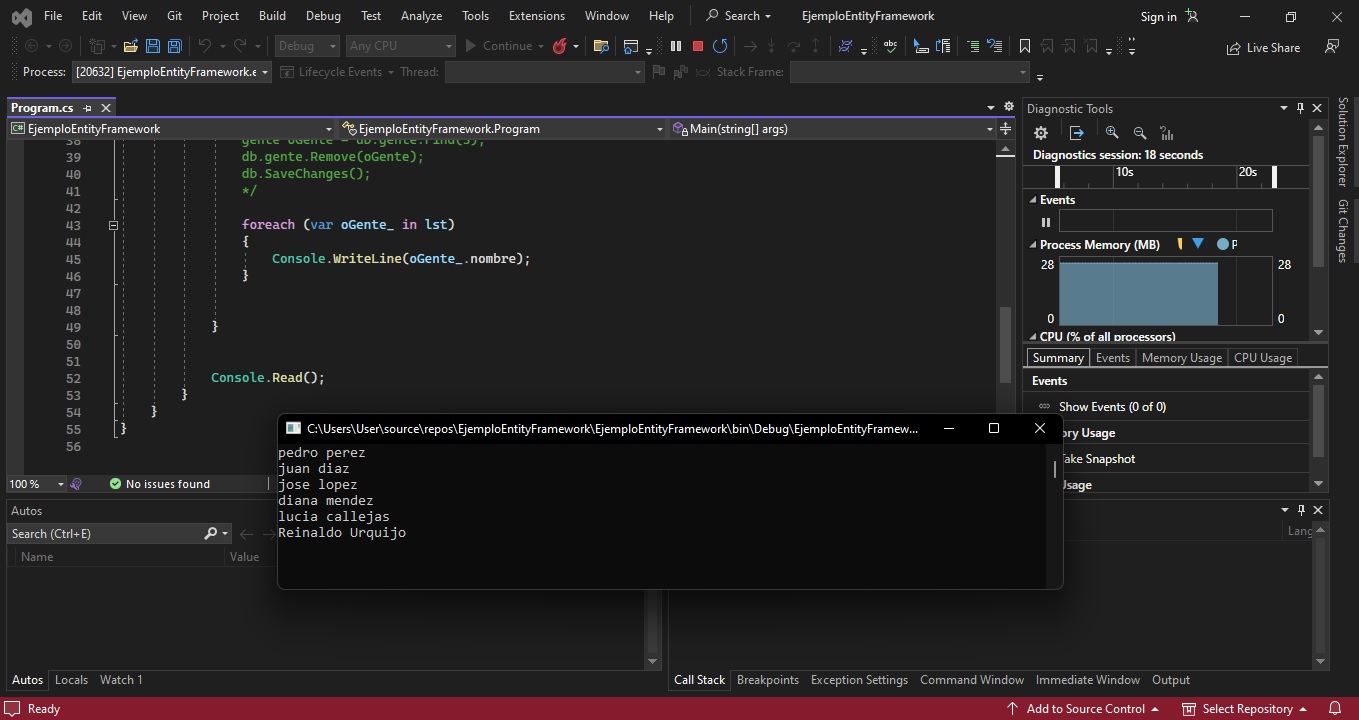 File Edit View Git Project Build Debug Test Analyze Tools Extensions Window Help Search EjemploEntityFramework Sign in
Debug Any CPU Continue Live Share
Process: [20632] EjemploEntityFramework.e Lifecycle Events Thread: Stack Frame:
Program.cs
EjemploEntityFramework EjemploEntityFramework.Program Main(string[] args)
38 gente oGente = db.gente.Find(3);
39 db.gente.Remove(oGente);
40 db.SaveChanges();
41 */
42
43 foreach (var oGente_ in lst)
44 {
45 Console.WriteLine(oGente_.nombre);
46 }
47
48
49 }
50
51
52 Console.Read();
53 }
54 }
55 }
56
100 % No issues found
C:\Users\User\source\repos\EjemploEntityFramework\EjemploEntityFramework\bin\Debug\EjemploEntityFramew...
pedro perez
juan diaz
jose lopez
diana mendez
lucia callejas
Reinaldo Urquijo
Diagnostic Tools
Diagnostics session: 18 seconds
10s 20s
Events
Process Memory (MB) P
28 28
0 0
CPU (% of all processors)
Summary Events Memory Usage CPU Usage
Events
Show Events (0 of 0)
ory Usage
Take Snapshot
Usage
Solution Explorer
Git Changes
Autos
Search (Ctrl+E)
Name Value
Lang
Autos Locals Watch 1
Call Stack Breakpoints Exception Settings Command Window Immediate Window Output
Ready Add to Source Control Select Repository